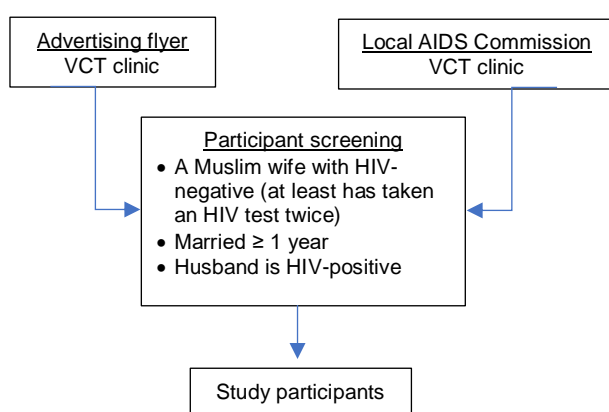 Advertising flyer
VCT clinic
Local AIDS Commission
VCT clinic
Participant screening
• A Muslim wife with HIV-
negative (at least has taken
an HIV test twice)
• Married ≥ 1 year
• Husband is HIV-positive
Study participants